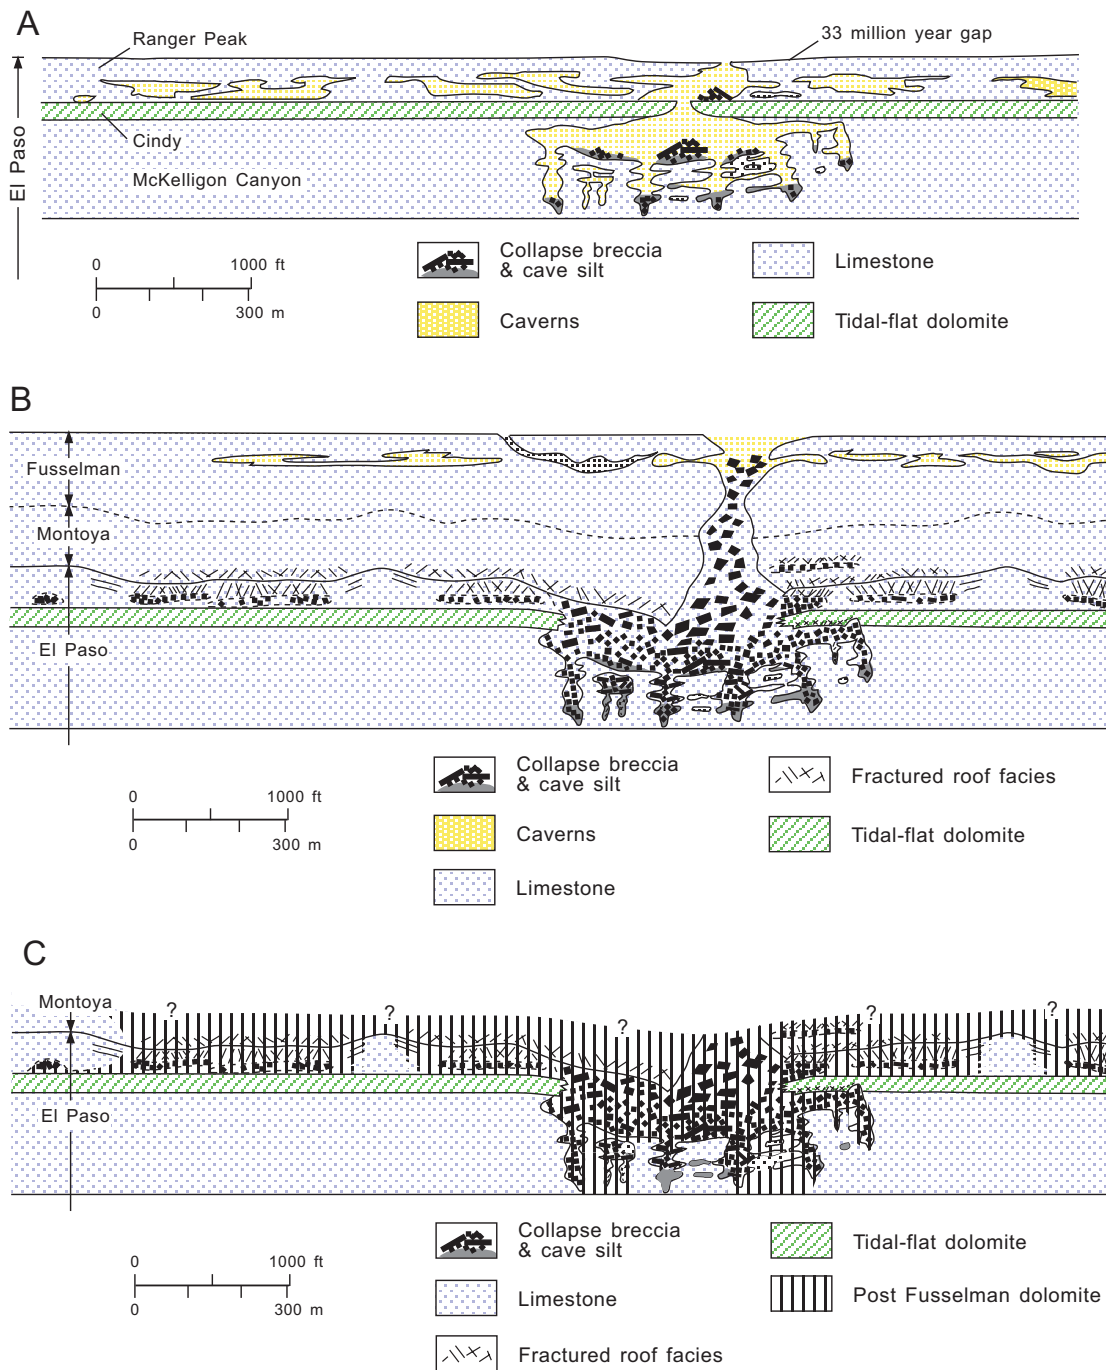 A
Ranger Peak
33 million year gap
Cindy
McKelligon Canyon
El Paso
0 1000 ft
0 300 m
Collapse breccia
& cave silt
Caverns
Limestone
Tidal-flat dolomite
B
Fusselman
Montoya
El Paso
0 1000 ft
0 300 m
Collapse breccia
& cave silt
Caverns
Limestone
Fractured roof facies
Tidal-flat dolomite
C
Montoya
? ? ? ? ?
El Paso
0 1000 ft
0 300 m
Collapse breccia
& cave silt
Limestone
Fractured roof facies
Tidal-flat dolomite
Post Fusselman dolomite